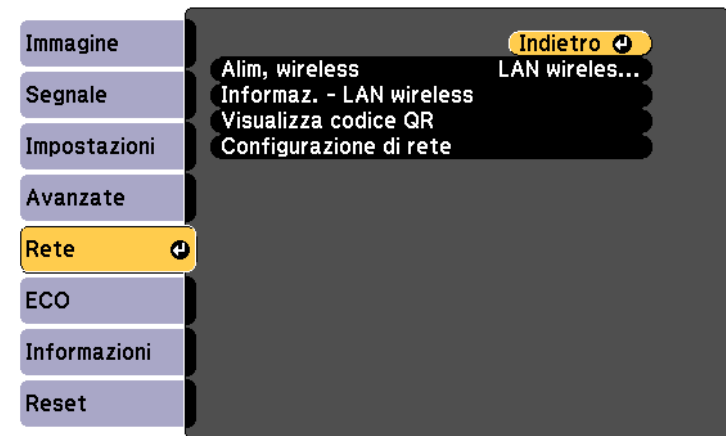 Immagine
Segnale
Impostazioni
Avanzate
Rete
ECO
Informazioni
Reset
Indietro
Alim, wireless LAN wireles...
Informaz. - LAN wireless
Visualizza codice QR
Configurazione di rete